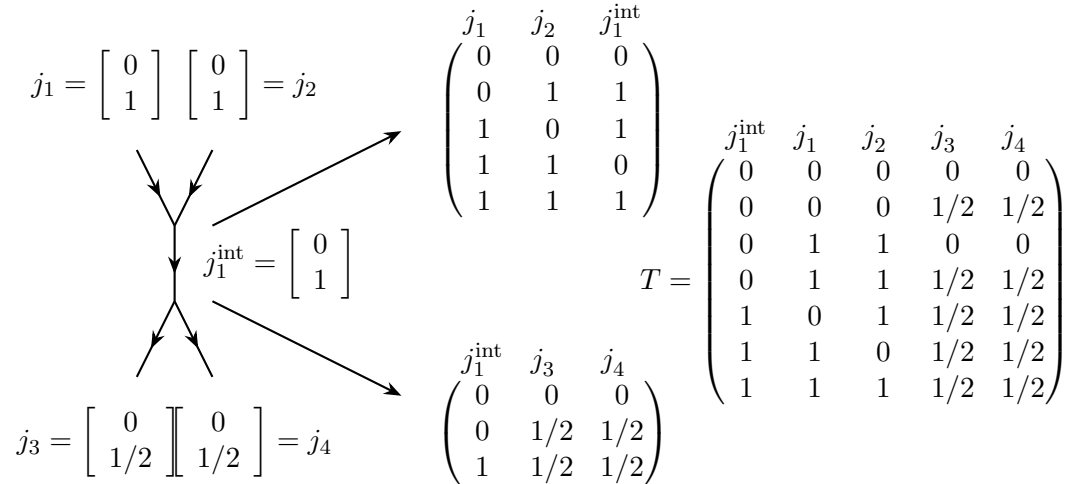 j_1 = [ 0 1 ] [ 0 1 ] = j_2
j_1^int = [ 0 1 ]
j_3 = [ 0 1/2 ] [ 0 1/2 ] = j_4
j_1 j_2 j_1^int
0 0 0
0 1 1
1 0 1
1 1 0
1 1 1
j_1^int j_3 j_4
0 0 0
0 1/2 1/2
1 1/2 1/2
j_1^int j_1 j_2 j_3 j_4
T =
0 0 0 0 0
0 0 0 1/2 1/2
0 1 1 0 0
0 1 1 1/2 1/2
1 0 1 1/2 1/2
1 1 0 1/2 1/2
1 1 1 1/2 1/2